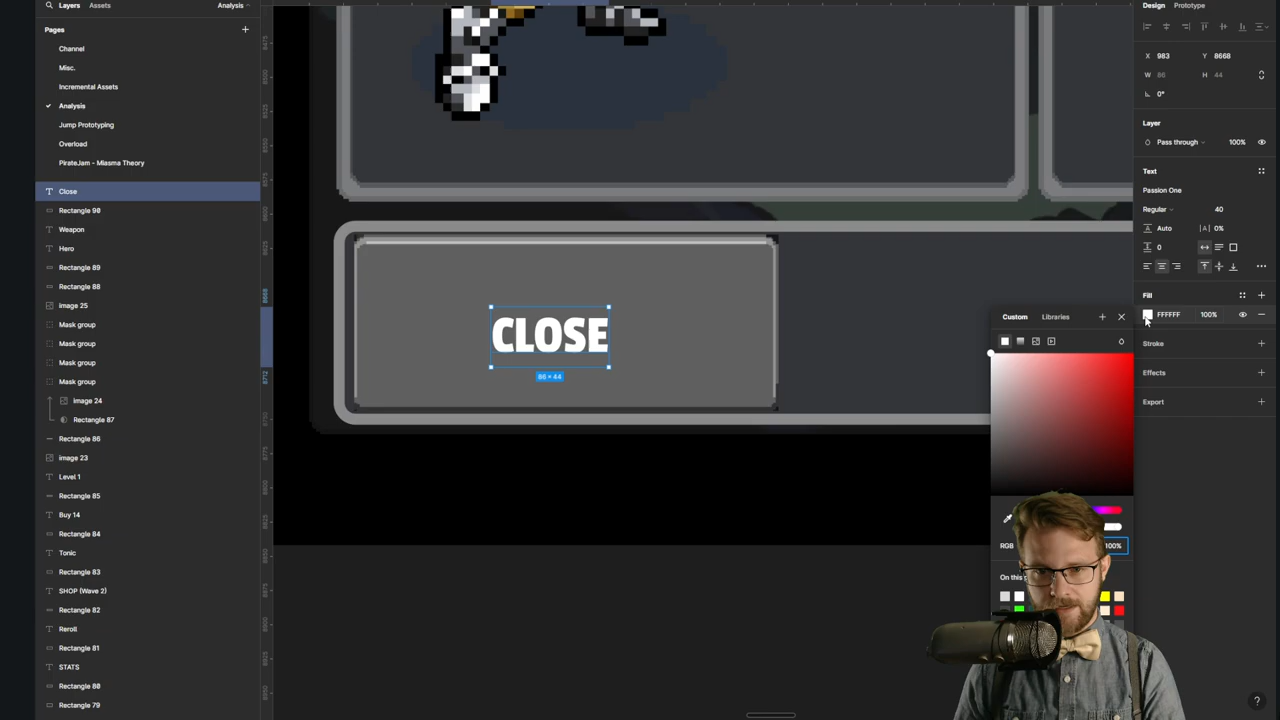 Layers
Assets
Analysis
Pages
Channel
Misc.
Incremental Assets
Analysis
Jump Prototyping
Overload
PirateJam - Miasma Theory
Close
Rectangle 90
Weapon
Hero
Rectangle 89
Rectangle 88
image 25
Mask group
Mask group
Mask group
Mask group
image 24
Rectangle 87
Rectangle 86
image 23
Level 1
Rectangle 85
Buy 14
Rectangle 84
Tonic
Rectangle 83
SHOP (Wave 2)
Rectangle 82
Reroll
Rectangle 81
STATS
Rectangle 80
Rectangle 79
8668
8712
CLOSE
86 × 44
Design
Prototype
X 983
Y 8668
W 86
H 44
0°
Layer
Pass through
100%
Text
Passion One
Regular
40
Auto
|A| 0%
0
Fill
FFFFFF
100%
Stroke
Effects
Export
Custom
Libraries
RGB
100%
On this
?